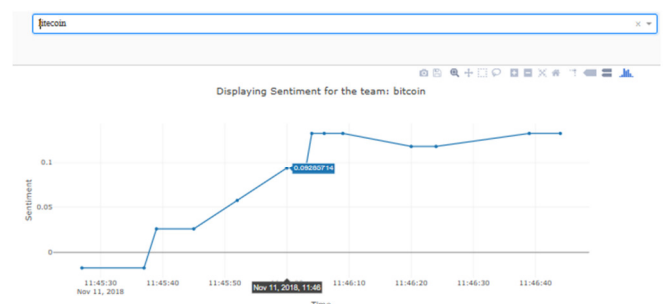 bitecoin
Displaying Sentiment for the team: bitcoin
0.1
0.09280714
Sentiment
0.05
0
11:45:30 11:45:40 11:45:50 11:46:10 11:46:20 11:46:30 11:46:40
Nov 11, 2018
Nov 11, 2018, 11:46
Time